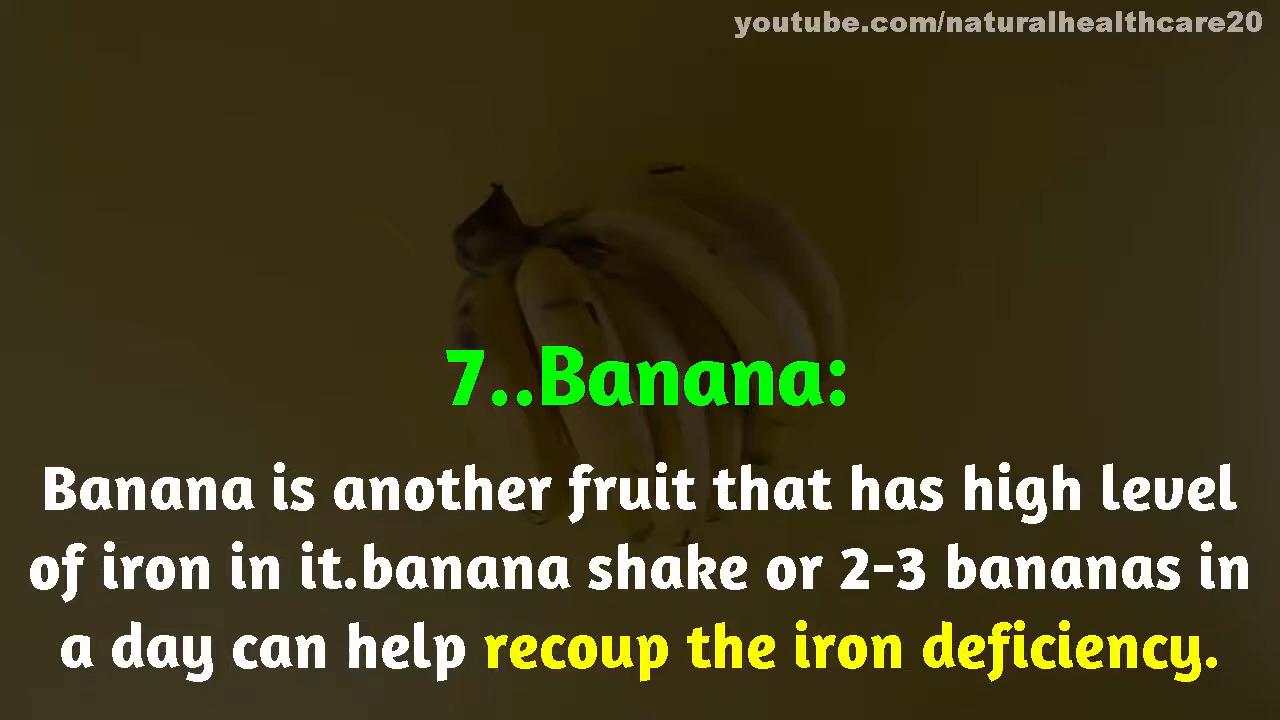 youtube.com/naturalhealthcare20
7..Banana:
Banana is another fruit that has high level
of iron in it.banana shake or 2-3 bananas in
a day can help recoup the iron deficiency.